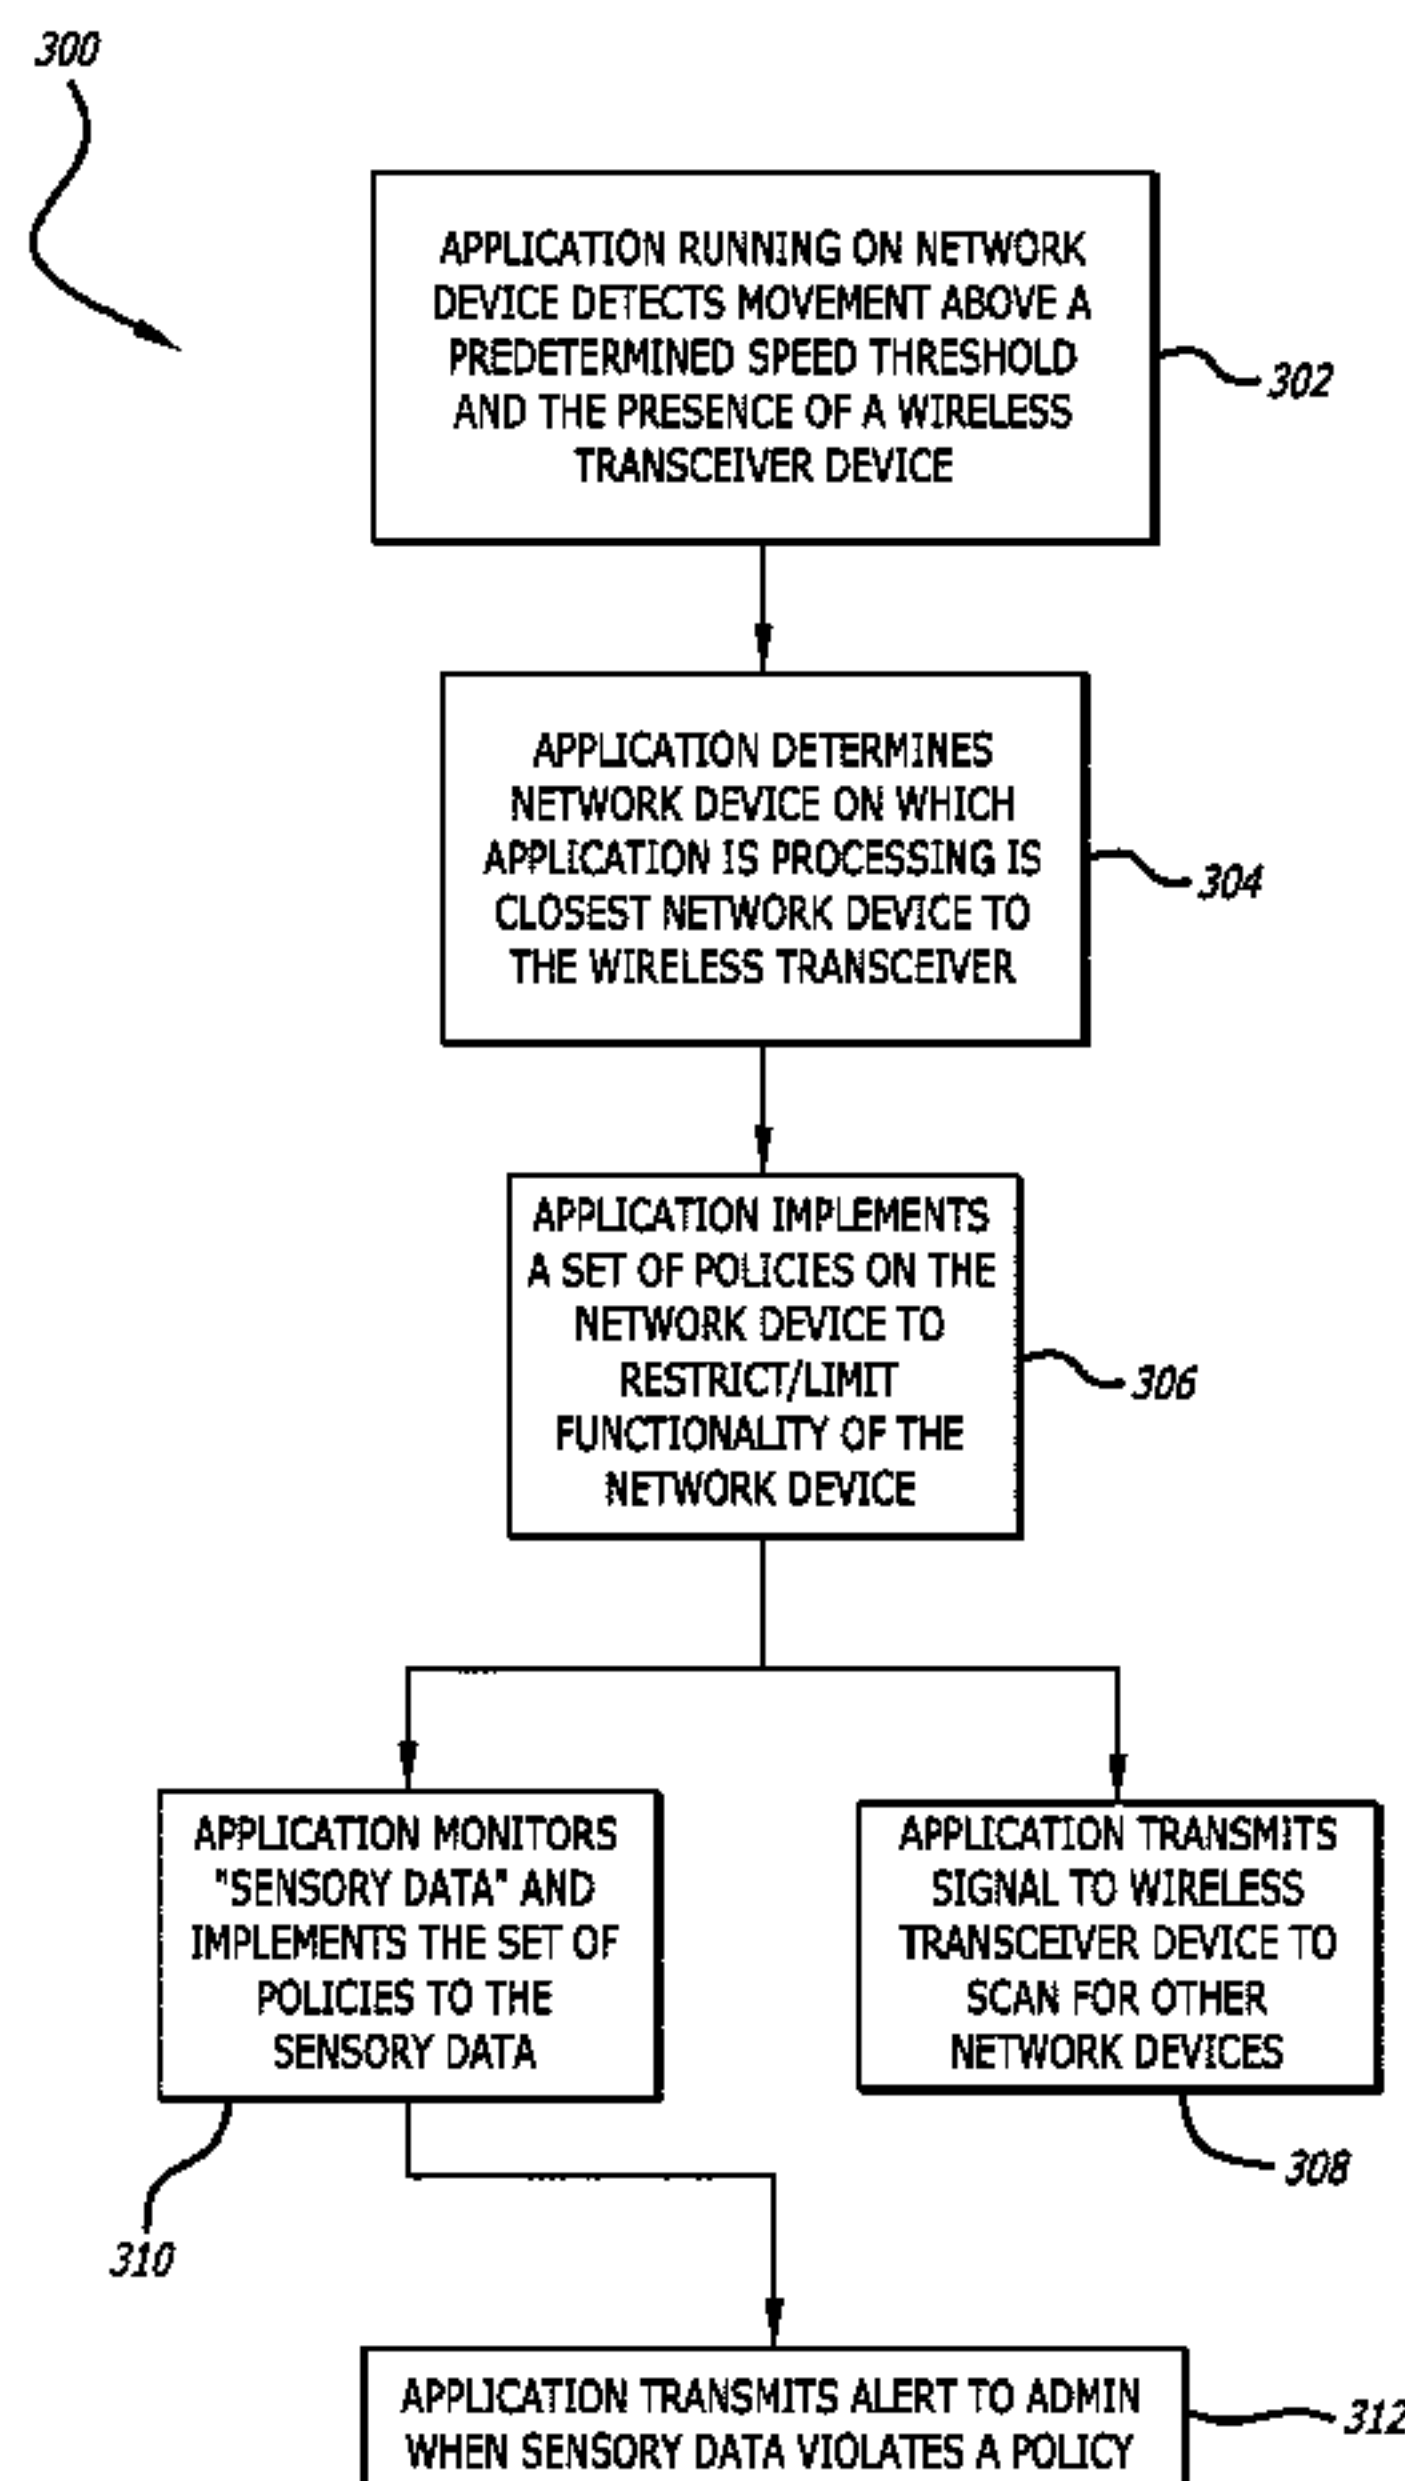 300
APPLICATION RUNNING ON NETWORK
DEVICE DETECTS MOVEMENT ABOVE A
PREDETERMINED SPEED THRESHOLD
AND THE PRESENCE OF A WIRELESS
TRANSCEIVER DEVICE
302
APPLICATION DETERMINES
NETWORK DEVICE ON WHICH
APPLICATION IS PROCESSING IS
CLOSEST NETWORK DEVICE TO
THE WIRELESS TRANSCEIVER
304
APPLICATION IMPLEMENTS
A SET OF POLICIES ON THE
NETWORK DEVICE TO
RESTRICT/LIMIT
FUNCTIONALITY OF THE
NETWORK DEVICE
306
APPLICATION MONITORS
"SENSORY DATA" AND
IMPLEMENTS THE SET OF
POLICIES TO THE
SENSORY DATA
310
APPLICATION TRANSMITS
SIGNAL TO WIRELESS
TRANSCEIVER DEVICE TO
SCAN FOR OTHER
NETWORK DEVICES
308
APPLICATION TRANSMITS ALERT TO ADMIN
WHEN SENSORY DATA VIOLATES A POLICY
312